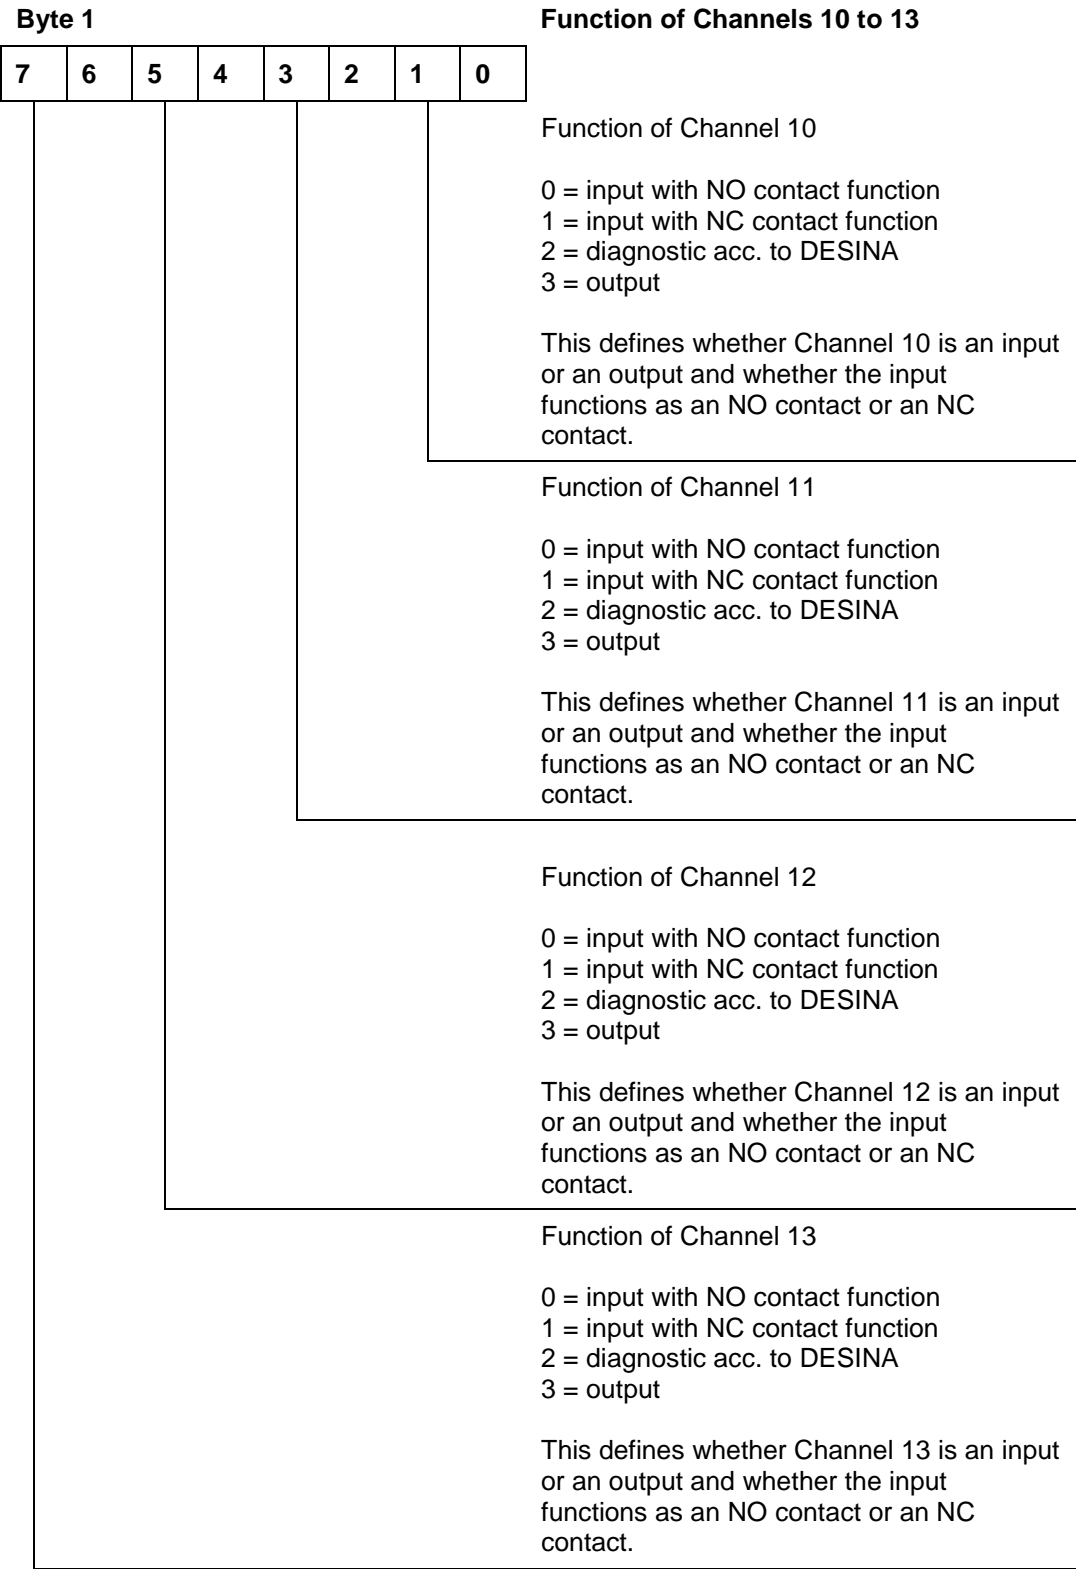 Byte 1 Function of Channels 10 to 13
7 6 5 4 3 2 1 0
Function of Channel 10
0 = input with NO contact function
1 = input with NC contact function
2 = diagnostic acc. to DESINA
3 = output
This defines whether Channel 10 is an input
or an output and whether the input
functions as an NO contact or an NC
contact.
Function of Channel 11
0 = input with NO contact function
1 = input with NC contact function
2 = diagnostic acc. to DESINA
3 = output
This defines whether Channel 11 is an input
or an output and whether the input
functions as an NO contact or an NC
contact.
Function of Channel 12
0 = input with NO contact function
1 = input with NC contact function
2 = diagnostic acc. to DESINA
3 = output
This defines whether Channel 12 is an input
or an output and whether the input
functions as an NO contact or an NC
contact.
Function of Channel 13
0 = input with NO contact function
1 = input with NC contact function
2 = diagnostic acc. to DESINA
3 = output
This defines whether Channel 13 is an input
or an output and whether the input
functions as an NO contact or an NC
contact.